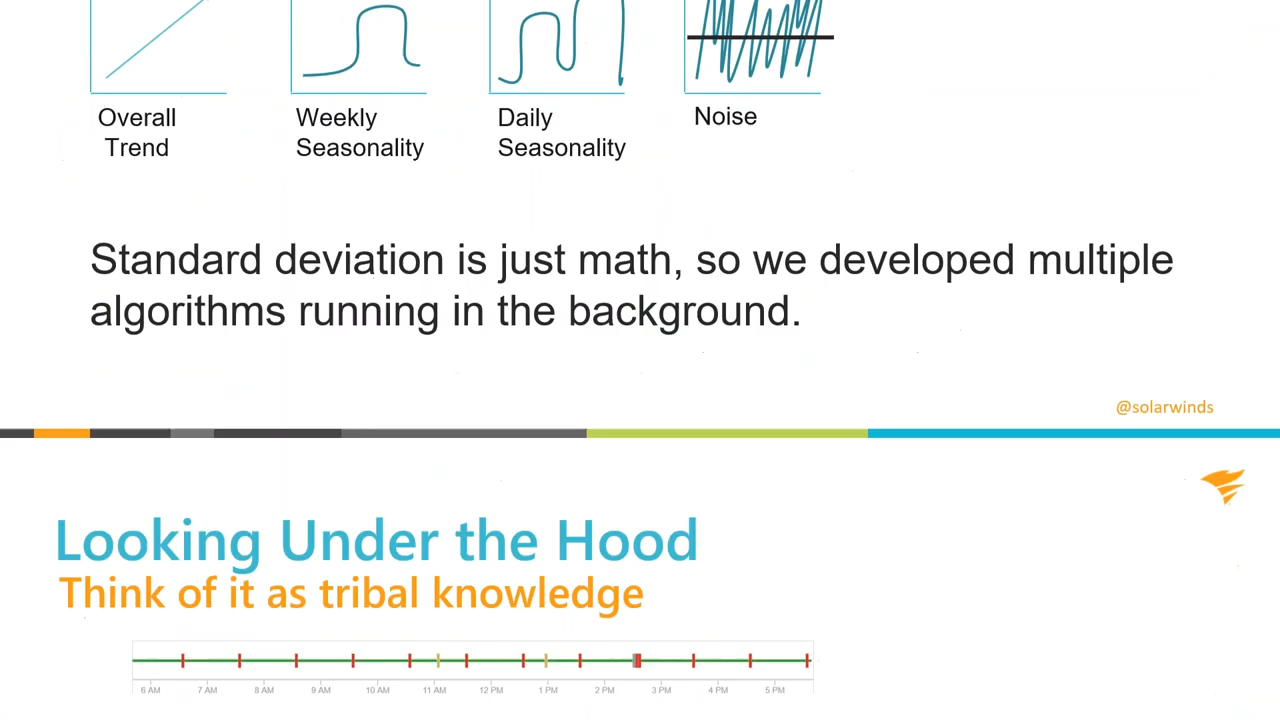 Overall
Trend
Weekly
Seasonality
Daily
Seasonality
Noise
Standard deviation is just math, so we developed multiple
algorithms running in the background.
@solarwinds
Looking Under the Hood
Think of it as tribal knowledge
6 AM 7 AM 8 AM 9 AM 10 AM 11 AM 12 PM 1 PM 2 PM 3 PM 4 PM 5 PM